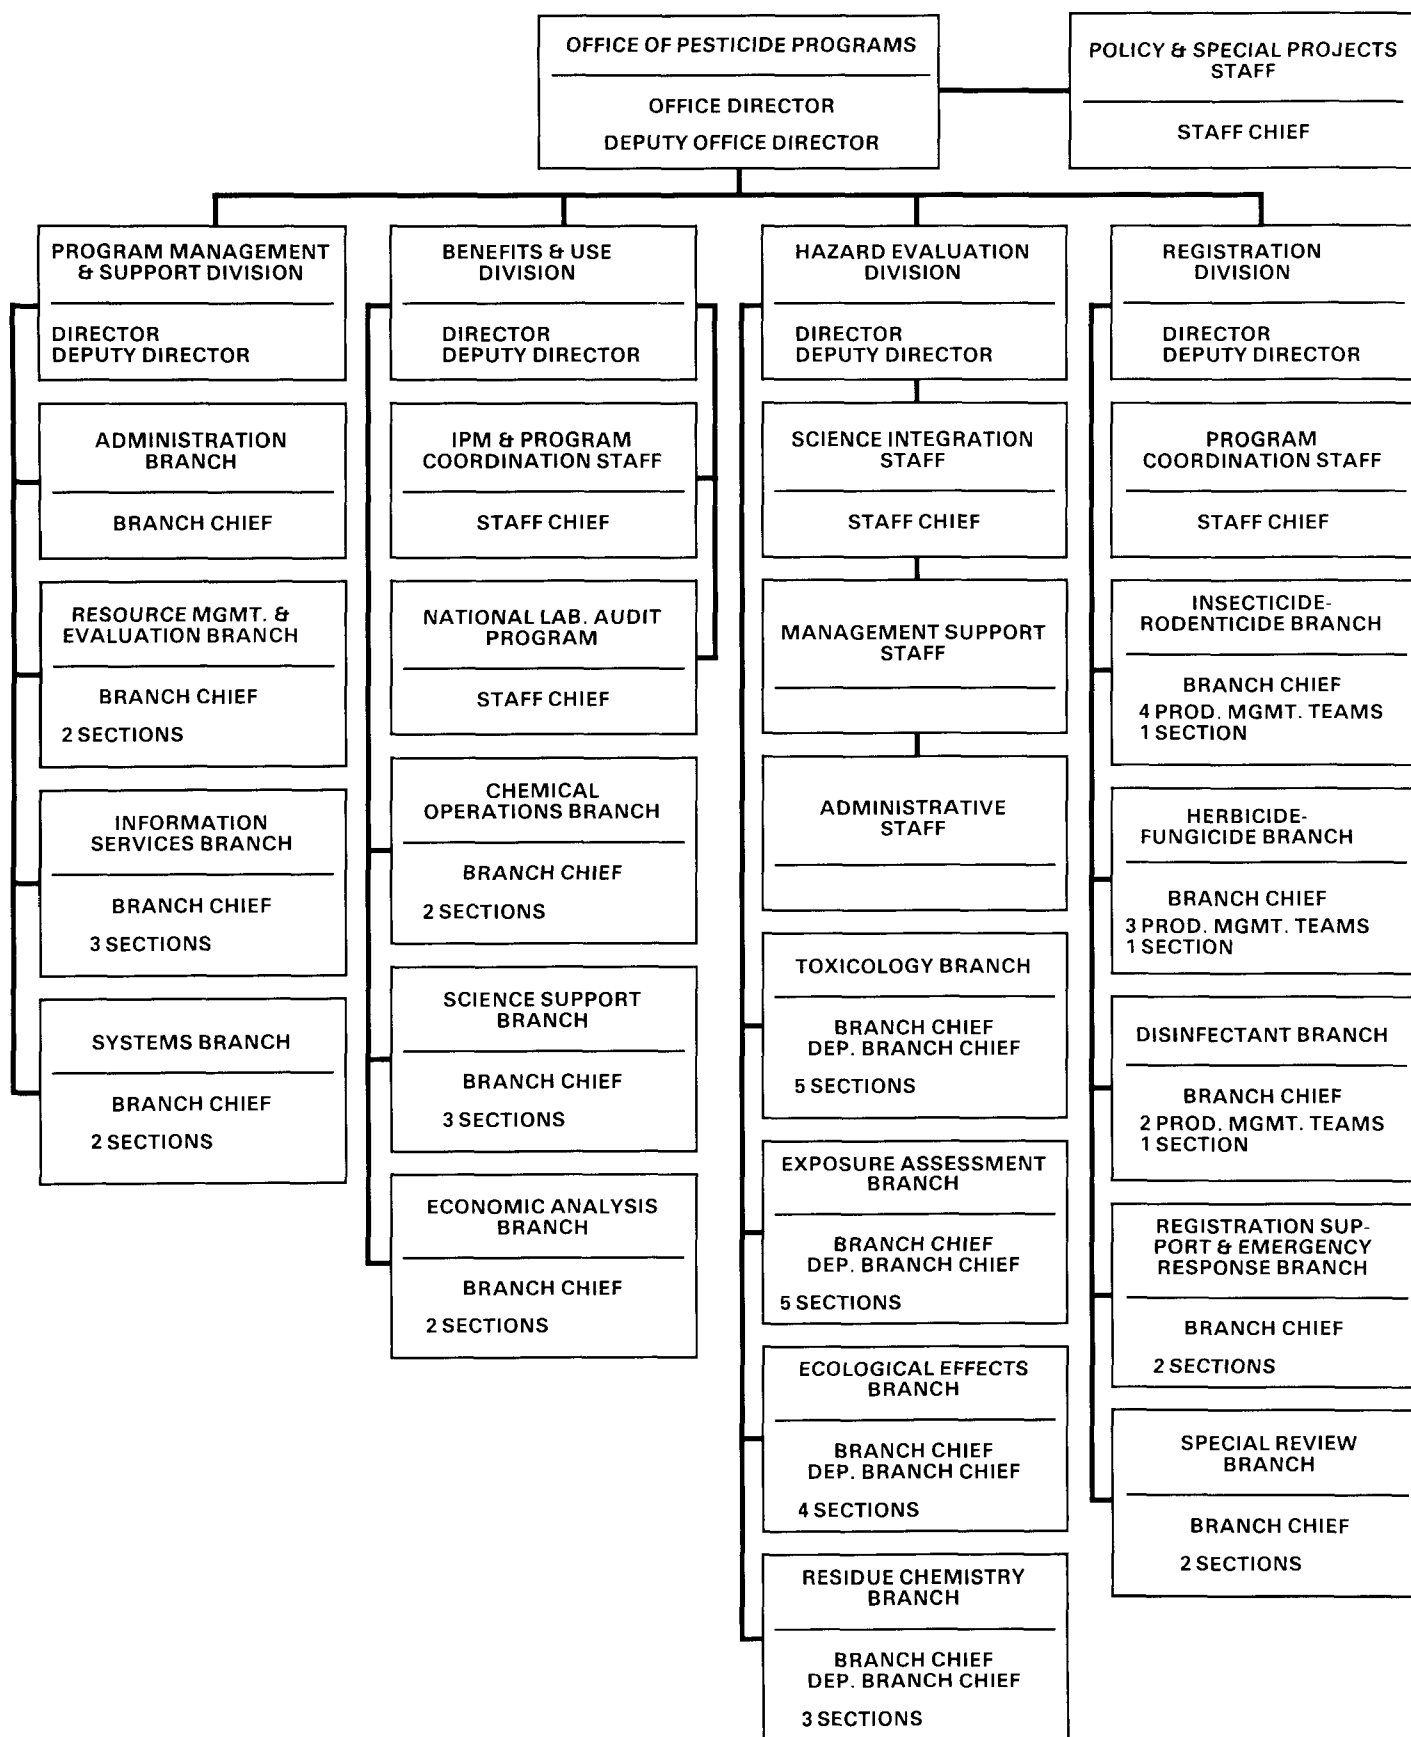 OFFICE OF PESTICIDE PROGRAMS
OFFICE DIRECTOR
DEPUTY OFFICE DIRECTOR
POLICY & SPECIAL PROJECTS
STAFF
STAFF CHIEF
PROGRAM MANAGEMENT
& SUPPORT DIVISION
DIRECTOR
DEPUTY DIRECTOR
ADMINISTRATION
BRANCH
BRANCH CHIEF
RESOURCE MGMT. &
EVALUATION BRANCH
BRANCH CHIEF
2 SECTIONS
INFORMATION
SERVICES BRANCH
BRANCH CHIEF
3 SECTIONS
SYSTEMS BRANCH
BRANCH CHIEF
2 SECTIONS
BENEFITS & USE
DIVISION
DIRECTOR
DEPUTY DIRECTOR
IPM & PROGRAM
COORDINATION STAFF
STAFF CHIEF
NATIONAL LAB. AUDIT
PROGRAM
STAFF CHIEF
CHEMICAL
OPERATIONS BRANCH
BRANCH CHIEF
2 SECTIONS
SCIENCE SUPPORT
BRANCH
BRANCH CHIEF
3 SECTIONS
ECONOMIC ANALYSIS
BRANCH
BRANCH CHIEF
2 SECTIONS
HAZARD EVALUATION
DIVISION
DIRECTOR
DEPUTY DIRECTOR
SCIENCE INTEGRATION
STAFF
STAFF CHIEF
MANAGEMENT SUPPORT
STAFF
ADMINISTRATIVE
STAFF
TOXICOLOGY BRANCH
BRANCH CHIEF
DEP. BRANCH CHIEF
5 SECTIONS
EXPOSURE ASSESSMENT
BRANCH
BRANCH CHIEF
DEP. BRANCH CHIEF
5 SECTIONS
ECOLOGICAL EFFECTS
BRANCH
BRANCH CHIEF
DEP. BRANCH CHIEF
4 SECTIONS
RESIDUE CHEMISTRY
BRANCH
BRANCH CHIEF
DEP. BRANCH CHIEF
3 SECTIONS
REGISTRATION
DIVISION
DIRECTOR
DEPUTY DIRECTOR
PROGRAM
COORDINATION STAFF
STAFF CHIEF
INSECTICIDE-
RODENTICIDE BRANCH
BRANCH CHIEF
4 PROD. MGMT. TEAMS
1 SECTION
HERBICIDE-
FUNGICIDE BRANCH
BRANCH CHIEF
3 PROD. MGMT. TEAMS
1 SECTION
DISINFECTANT BRANCH
BRANCH CHIEF
2 PROD. MGMT. TEAMS
1 SECTION
REGISTRATION SUP-
PORT & EMERGENCY
RESPONSE BRANCH
BRANCH CHIEF
2 SECTIONS
SPECIAL REVIEW
BRANCH
BRANCH CHIEF
2 SECTIONS